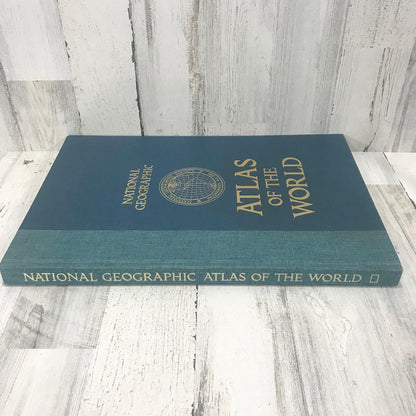 NATIONAL
GEOGRAPHIC
ATLAS
OF THE
WORLD
NATIONAL GEOGRAPHIC ATLAS OF THE WORLD